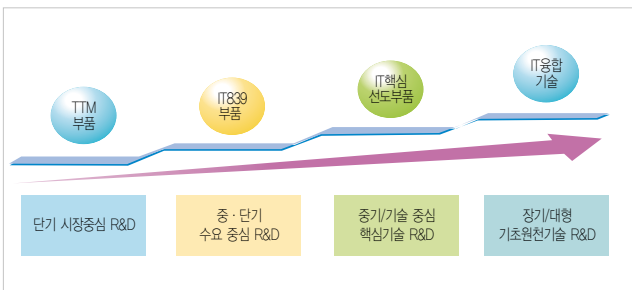 TTM
부품
IT839
부품
IT핵심
선도부품
IT융합
기술
단기 시장중심 R&D
중 · 단기
수요 중심 R&D
중기/기술 중심
핵심기술 R&D
장기/대형
기초원천기술 R&D